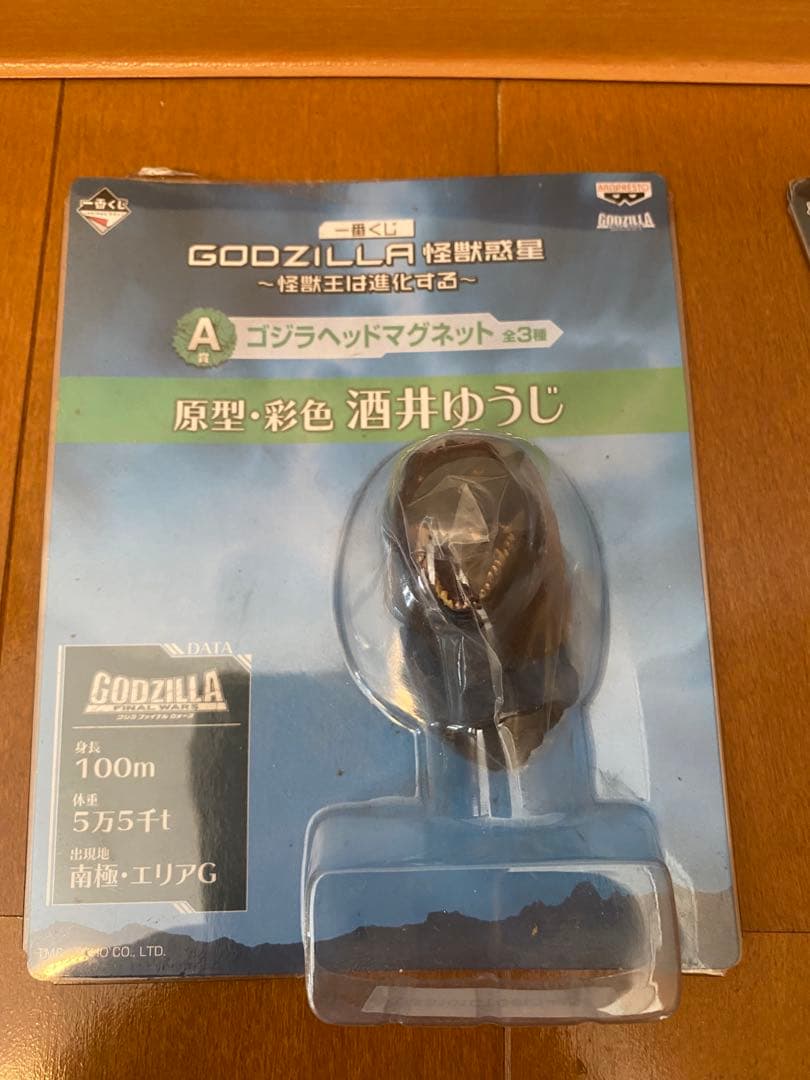 一番くじ
BANPRESTO
GODZILLA
一番くじ
GODZILLA 怪獣惑星
～怪獣王は進化する～
A賞 ゴジラヘッドマグネット 全3種
原型・彩色 酒井ゆうじ
DATA
GODZILLA
FINAL WARS
ゴジラ ファイナル ウォーズ
身長
100m
体重
5万5千t
出現地
南極・エリアG
CO., LTD.